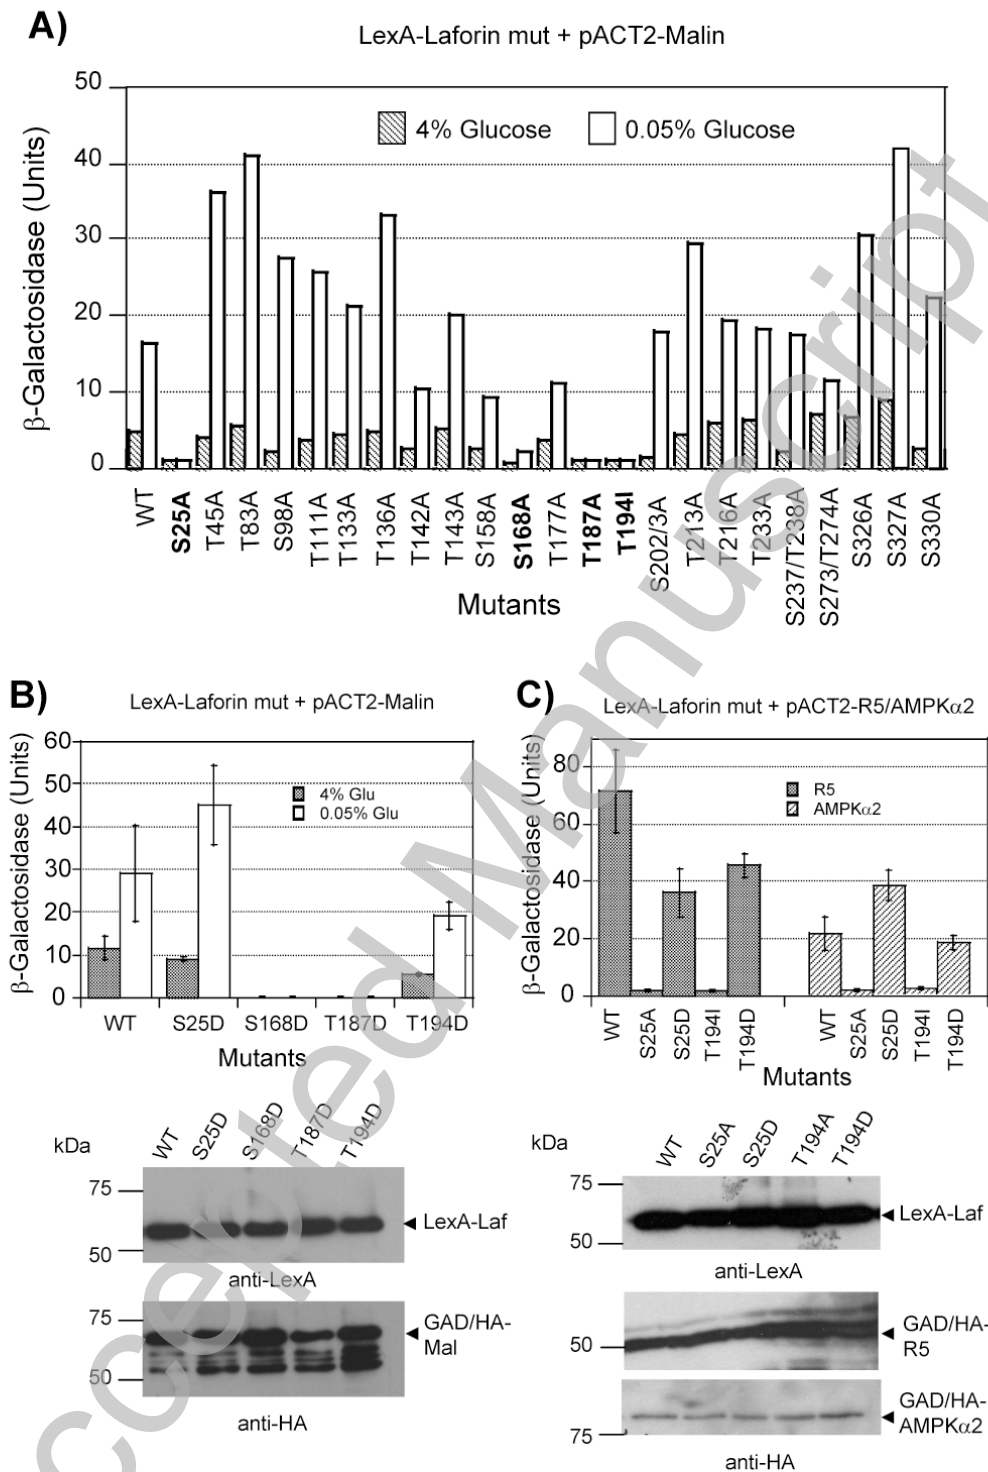 A)
LexA-Laforin mut + pACT2-Malin
β-Galactosidase (Units)
50
40
30
20
10
0
4% Glucose
0.05% Glucose
WT
S25A
T45A
T83A
S98A
T111A
T133A
T136A
T142A
T143A
S158A
S168A
T177A
T187A
T194I
S202/3A
T213A
T216A
T233A
S237/T238A
S273/T274A
S326A
S327A
S330A
Mutants
B)
LexA-Laforin mut + pACT2-Malin
β-Galactosidase (Units)
60
50
40
30
20
10
0
4% Glu
0.05% Glu
WT S25D S168D T187D T194D
Mutants
kDa
WT S25D S168D T187D T194D
75
50
LexA-Laf
anti-LexA
75
50
GAD/HA-
Mal
anti-HA
C)
LexA-Laforin mut + pACT2-R5/AMPKα2
β-Galactosidase (Units)
80
60
40
20
0
R5
AMPKα2
WT S25A S25D T194I T194D WT S25A S25D T194I T194D
Mutants
kDa
WT S25A S25D T194A T194D
75
50
LexA-Laf
anti-LexA
50
GAD/HA-
R5
75
GAD/HA-
AMPKα2
anti-HA
ccepted Manuscript